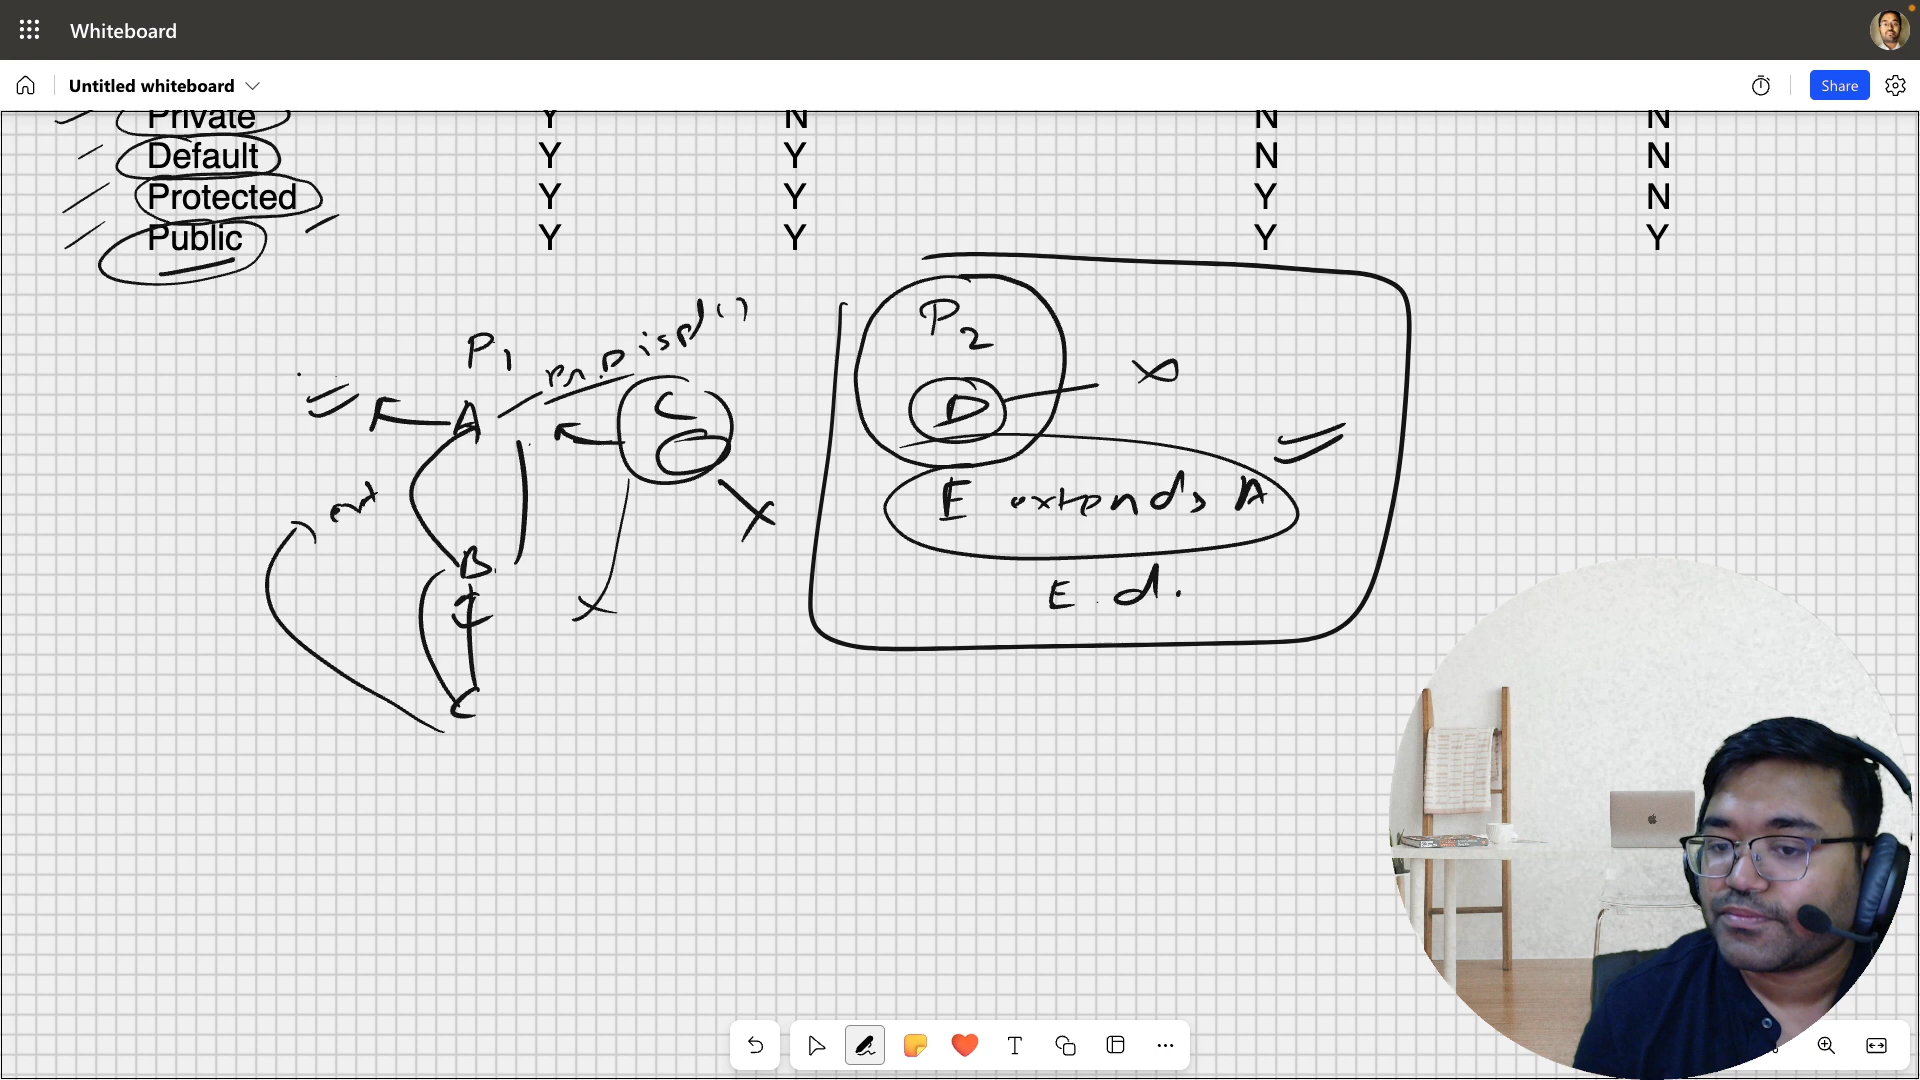 Whiteboard
Untitled whiteboard
Share
Private Y N N N
Default Y Y N N
Protected Y Y Y N
Public Y Y Y Y
P1
P2
A
C
D
E extends A
B
E. d.
C
T